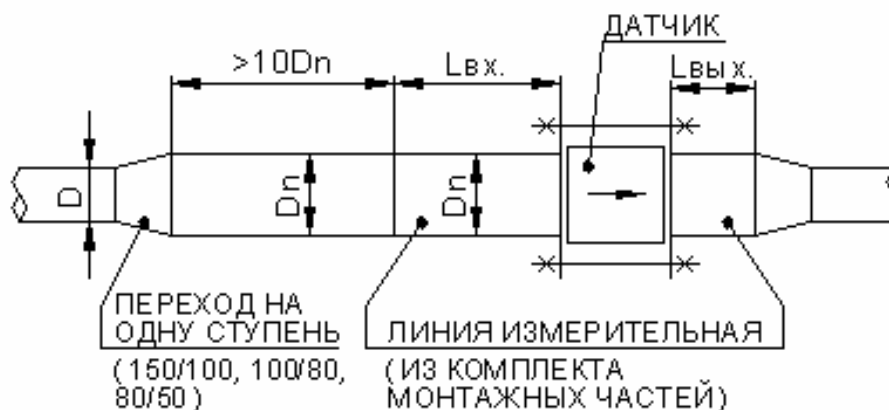 ДАТЧИК
>10Dn
Lвх.
Lвых.
D
Dn
Dn
ПЕРЕХОД НА
ОДНУ СТУПЕНЬ
(150/100, 100/80,
80/50)
ЛИНИЯ ИЗМЕРИТЕЛЬНАЯ
(ИЗ КОМПЛЕКТА
МОНТАЖНЫХ ЧАСТЕЙ)